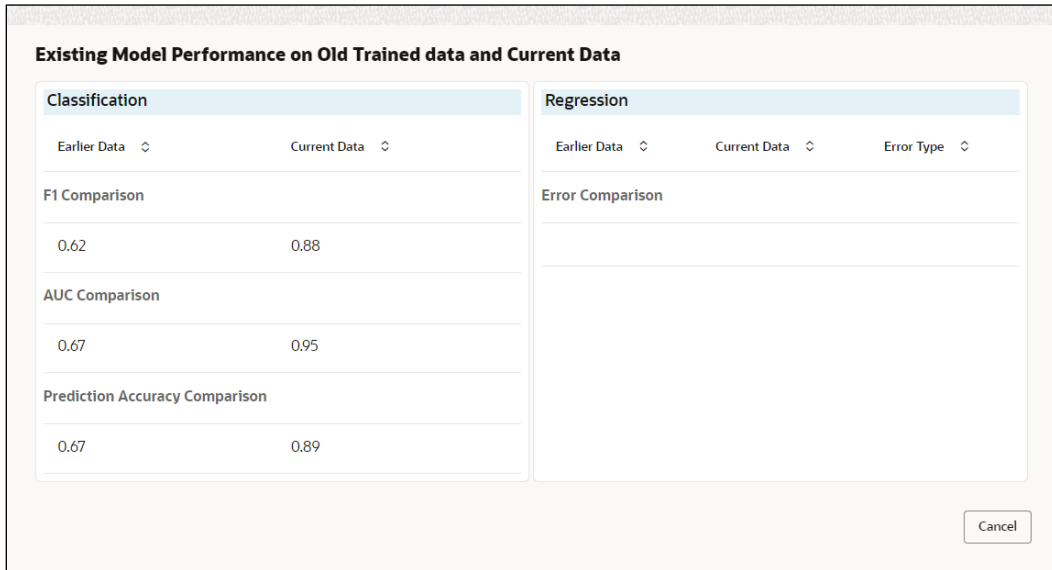 Existing Model Performance on Old Trained data and Current Data
Classification
Earlier Data Current Data
F1 Comparison
0.62 0.88
AUC Comparison
0.67 0.95
Prediction Accuracy Comparison
0.67 0.89
Regression
Earlier Data Current Data Error Type
Error Comparison
Cancel